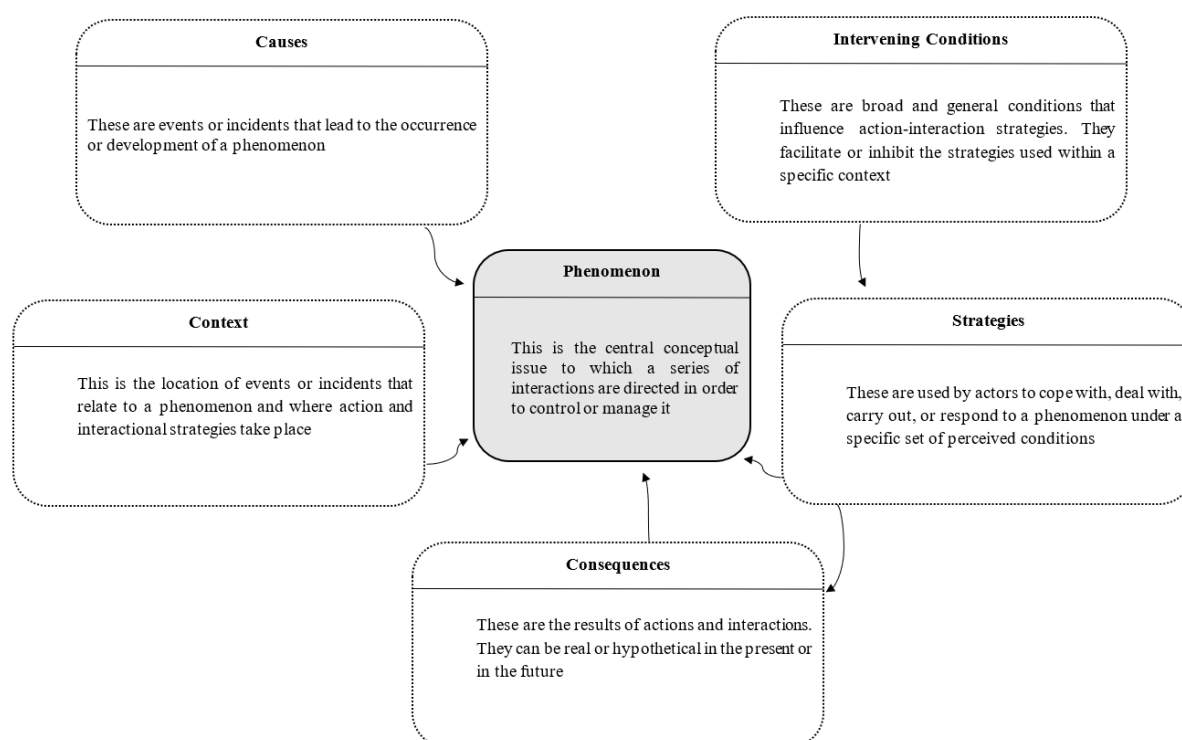 Causes
These are events or incidents that lead to the occurrence
or development of a phenomenon
Intervening Conditions
These are broad and general conditions that
influence action-interaction strategies. They
facilitate or inhibit the strategies used within a
specific context
Phenomenon
This is the central conceptual
issue to which a series of
interactions are directed in order
to control or manage it
Context
This is the location of events or incidents that
relate to a phenomenon and where action and
interactional strategies take place
Strategies
These are used by actors to cope with, deal with,
carry out, or respond to a phenomenon under a
specific set of perceived conditions
Consequences
These are the results of actions and interactions.
They can be real or hypothetical in the present or
in the future